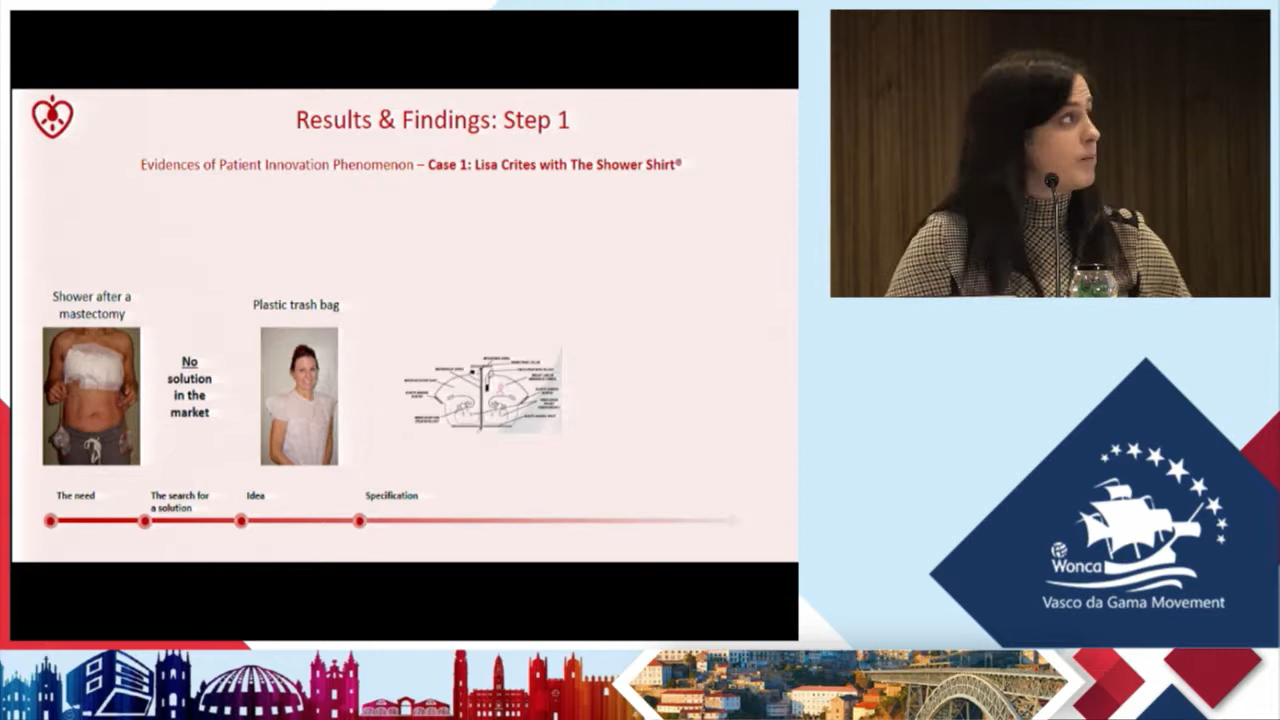 Results & Findings: Step 1
Evidences of Patient Innovation Phenomenon – Case 1: Lisa Crites with The Shower Shirt®
Shower after a
mastectomy
Plastic trash bag
No
solution
in the
market
The need
The search for
a solution
Idea
Specification
Wonca
Vasco da Gama Movement